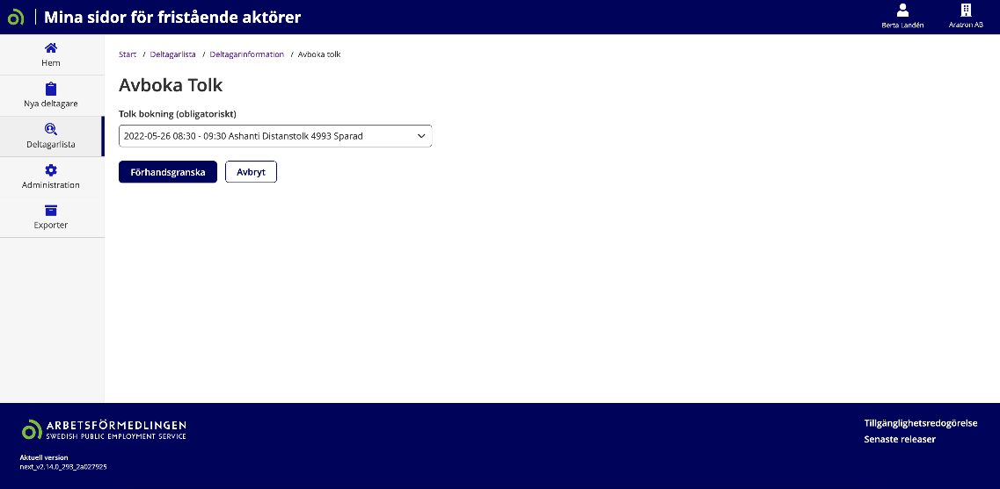 Mina sidor för fristående aktörer
Berta Landén
Aratron AB
Hem
Nya deltagare
Deltagarlista
Administration
Exporter
Start / Deltagarlista / Deltagarinformation / Avboka tolk
Avboka Tolk
Tolk bokning (obligatoriskt)
2022-05-26 08:30 - 09:30 Ashanti Distanstolk 4993 Sparad
Förhandsgranska
Avbryt
ARBETSFÖRMEDLINGEN
SWEDISH PUBLIC EMPLOYMENT SERVICE
Aktuell version
next_v2.14.0_293_2a027925
Tillgänglighetsredogörelse
Senaste releaser